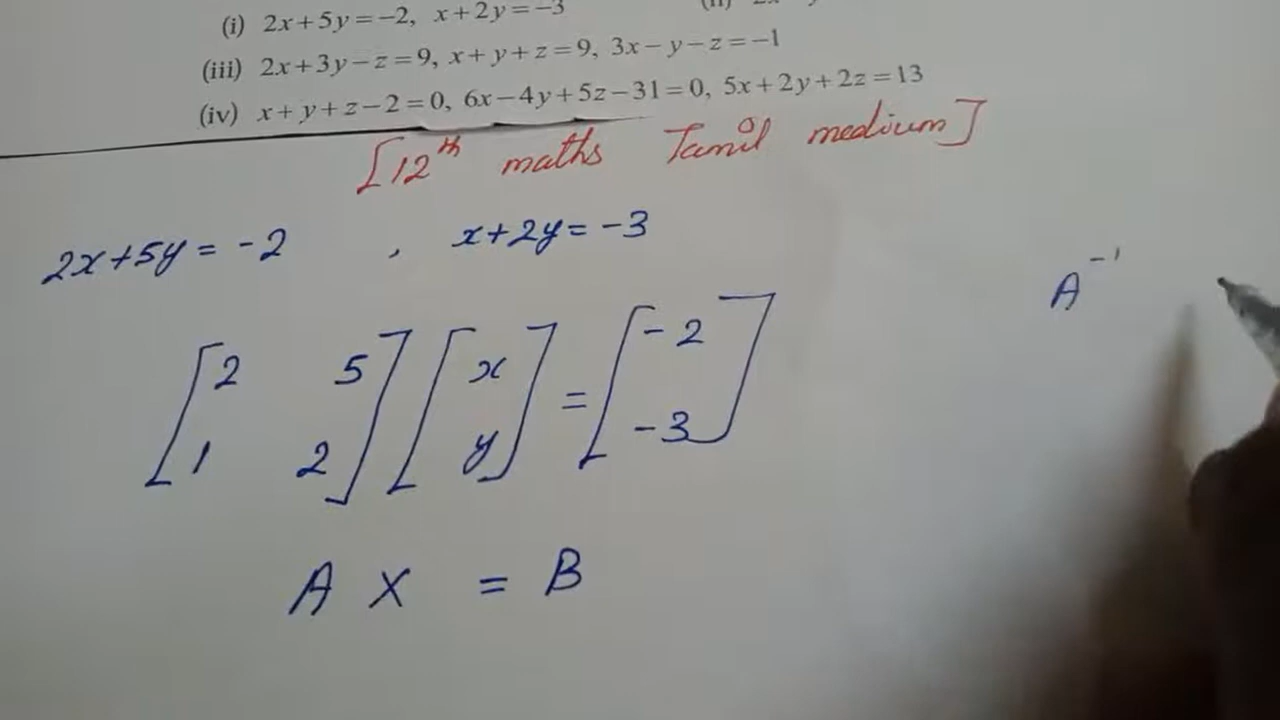 (i) 2x+5y=−2, x+2y=−3
(iii) 2x+3y−z=9, x+y+z=9, 3x−y−z=−1
(iv) x+y+z−2=0, 6x−4y+5z−31=0, 5x+2y+2z=13
[12th maths Tamil medium]
2x+5y=-2 , x+2y=-3
A⁻¹
[2 5] [x] = [-2]
[1 2] [y] [-3]
A X = B